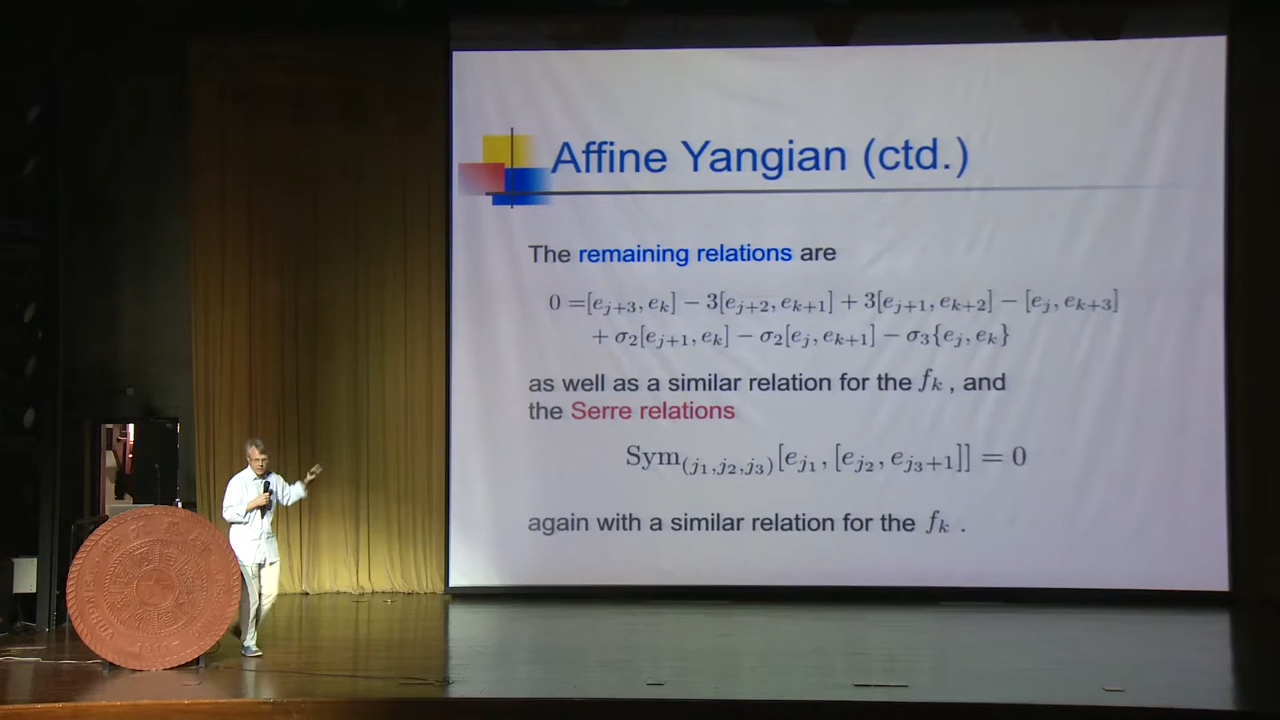 Affine Yangian (ctd.)
The remaining relations are
0 =[e_{j+3}, e_k] − 3[e_{j+2}, e_{k+1}] + 3[e_{j+1}, e_{k+2}] − [e_j, e_{k+3}]
+ σ_2[e_{j+1}, e_k] − σ_2[e_j, e_{k+1}] − σ_3{e_j, e_k}
as well as a similar relation for the f_k , and
the Serre relations
Sym_{(j_1,j_2,j_3)}[e_{j_1}, [e_{j_2}, e_{j_3+1}]] = 0
again with a similar relation for the f_k .
1911